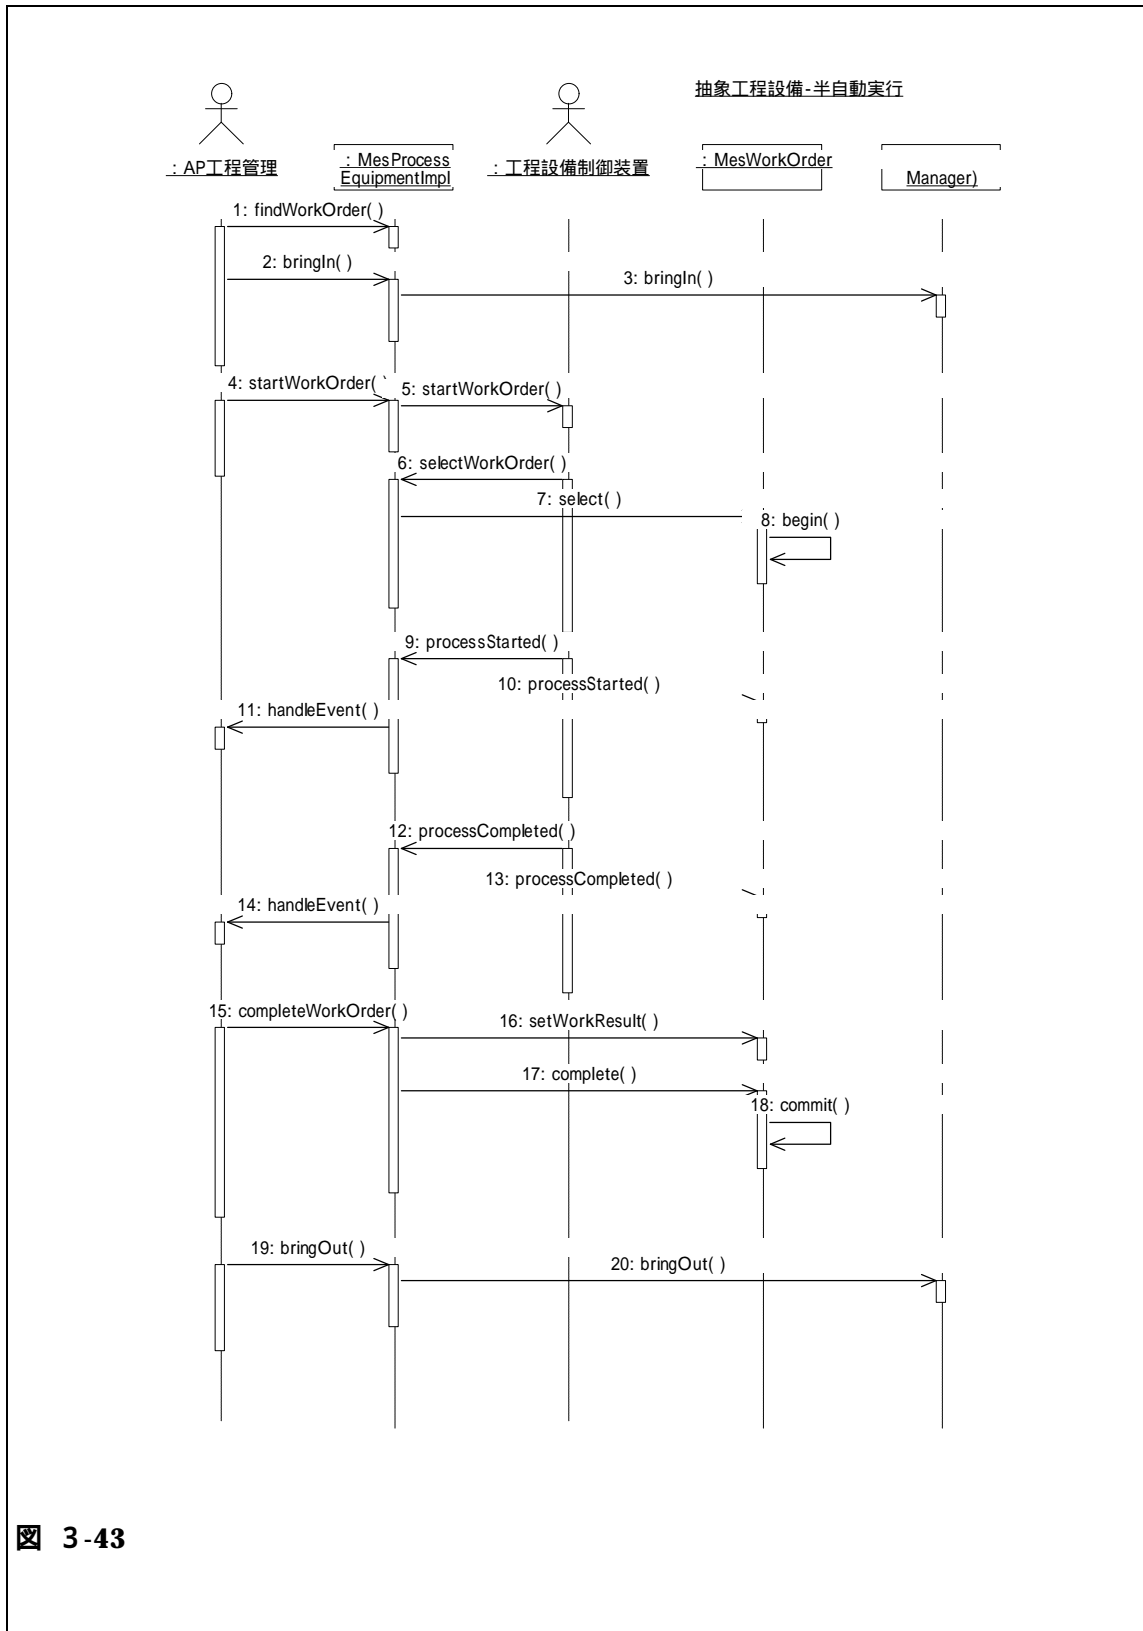 抽象工程設備-半自動実行
: AP工程管理
: MesProcess
EquipmentImpl
: 工程設備制御装置
: MesWorkOrder
Manager)
1: findWorkOrder( )
2: bringIn( )
3: bringIn( )
4: startWorkOrder( )
5: startWorkOrder( )
6: selectWorkOrder( )
7: select( )
8: begin( )
9: processStarted( )
10: processStarted( )
11: handleEvent( )
12: processCompleted( )
13: processCompleted( )
14: handleEvent( )
15: completeWorkOrder( )
16: setWorkResult( )
17: complete( )
18: commit( )
19: bringOut( )
20: bringOut( )
図 3-43